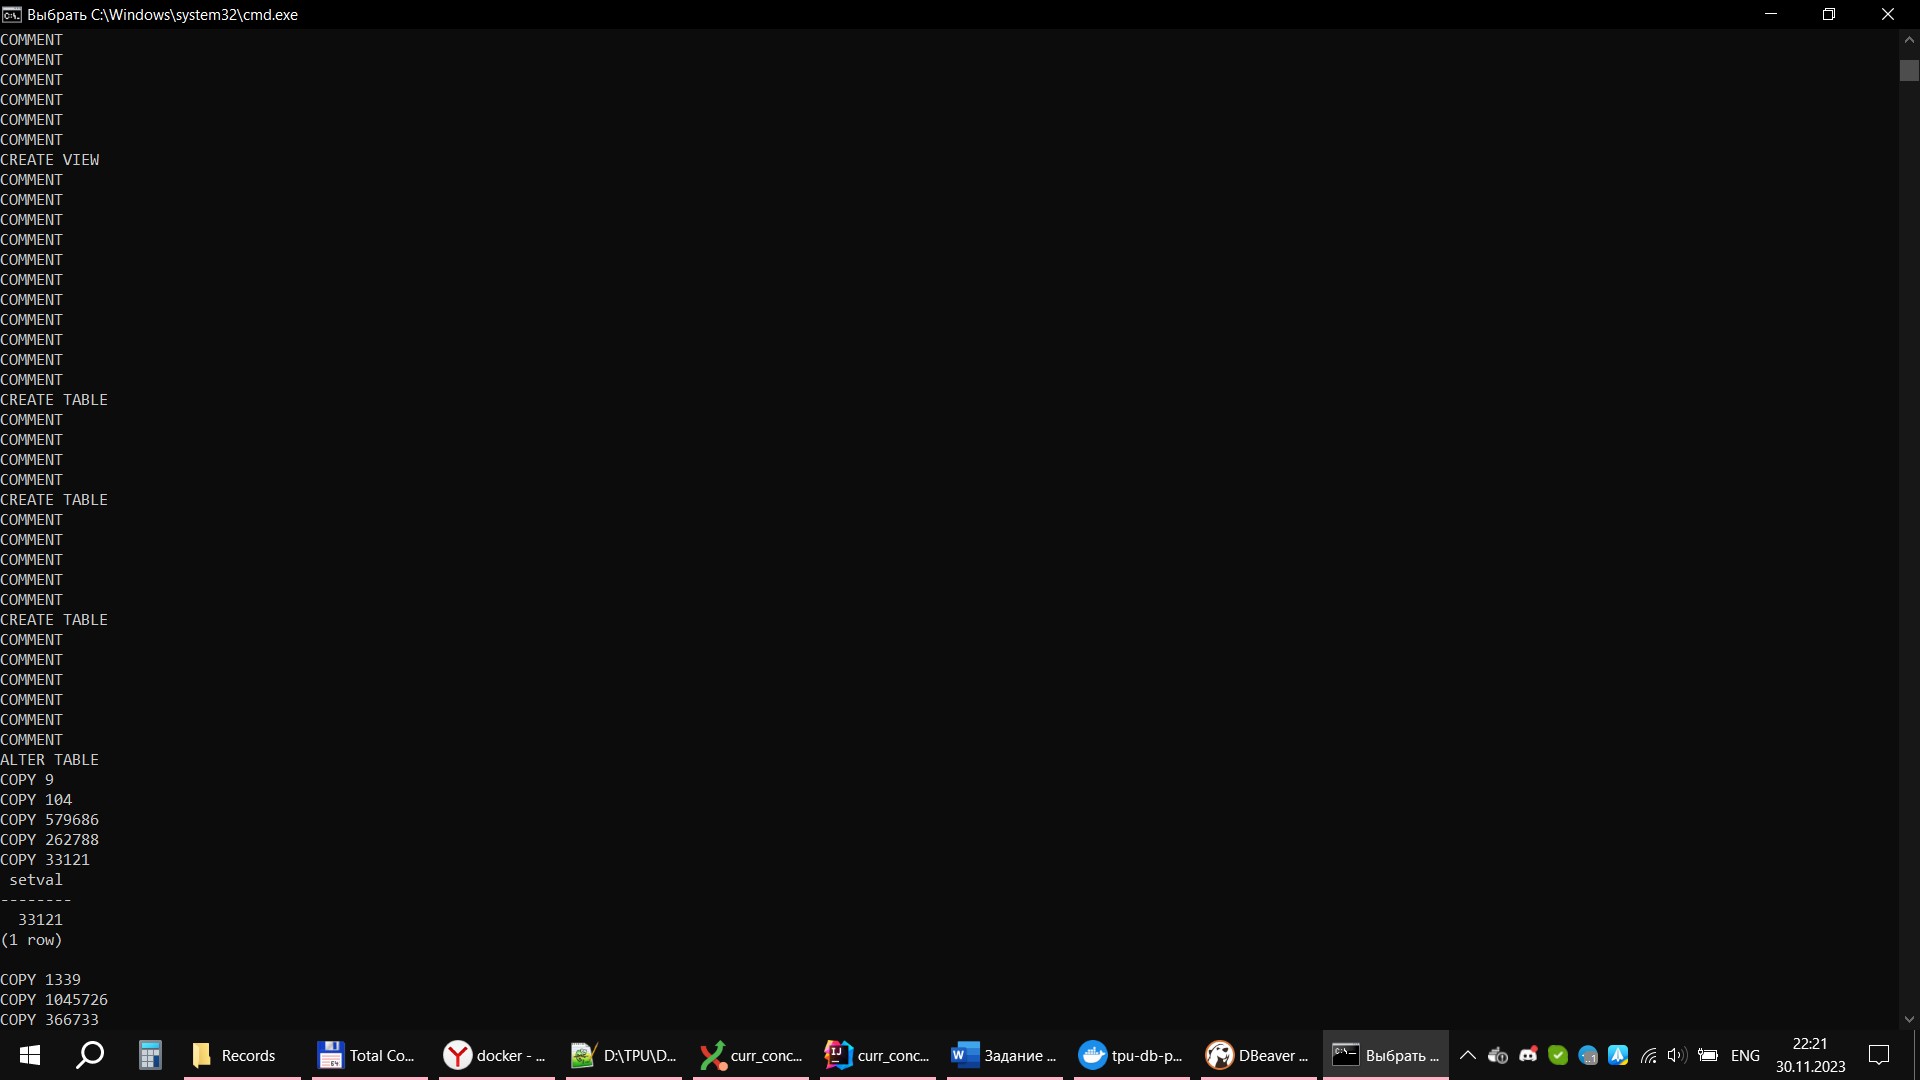 Выбрать C:\Windows\system32\cmd.exe
COMMENT
COMMENT
COMMENT
COMMENT
COMMENT
COMMENT
CREATE VIEW
COMMENT
COMMENT
COMMENT
COMMENT
COMMENT
COMMENT
COMMENT
COMMENT
COMMENT
COMMENT
COMMENT
CREATE TABLE
COMMENT
COMMENT
COMMENT
COMMENT
CREATE TABLE
COMMENT
COMMENT
COMMENT
COMMENT
COMMENT
CREATE TABLE
COMMENT
COMMENT
COMMENT
COMMENT
COMMENT
COMMENT
ALTER TABLE
COPY 9
COPY 104
COPY 579686
COPY 262788
COPY 33121
 setval
--------
  33121
(1 row)

COPY 1339
COPY 1045726
COPY 366733
Records Total Co... docker - ... D:\TPU\D... curr_conc... curr_conc... Задание ... tpu-db-p... DBeaver ... Выбрать ... ENG 22:21
30.11.2023